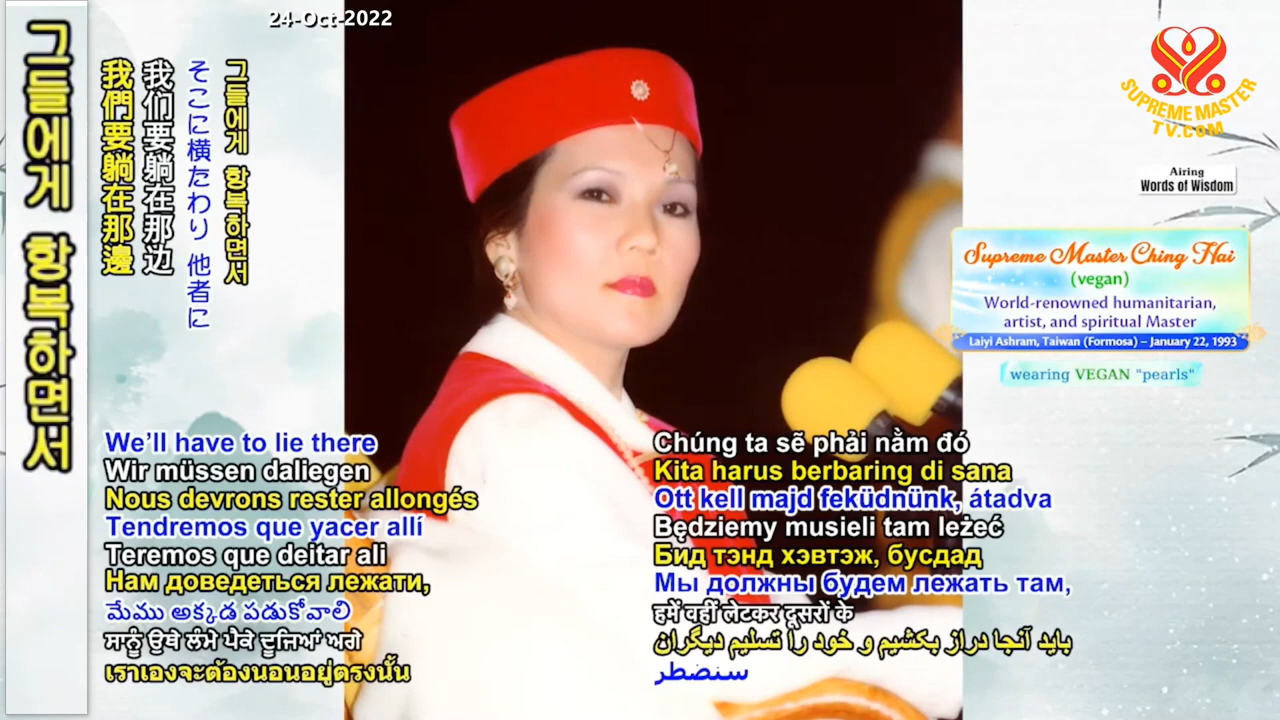 24-Oct-2022
그들에게 항복하면서
我們要躺在那邊
我们要躺在那边
そこに横たわり 他者に
그들에게 항복하면서
SUPREME MASTER
TV.COM
Airing
Words of Wisdom
Supreme Master Ching Hai
(vegan)
World-renowned humanitarian,
artist, and spiritual Master
Laiyi Ashram, Taiwan (Formosa) – January 22, 1993
wearing VEGAN "pearls"
We’ll have to lie there
Wir müssen daliegen
Nous devrons rester allongés
Tendremos que yacer allí
Teremos que deitar ali
Нам доведеться лежати,
మేము అక్కడ పడుకోవాలి
ਸਾਨੂੰ ਉਥੇ ਲੰਮੇ ਪੈਕੇ ਦੂਜਿਆਂ ਅਗੇ
เราเองจะต้องนอนอยู่ตรงนั้น
Chúng ta sẽ phải nằm đó
Kita harus berbaring di sana
Ott kell majd feküdnünk, átadva
Będziemy musieli tam leżeć
Бид тэнд хэвтэж, бусдад
Мы должны будем лежать там,
हमें वहीं लेटकर दूसरों के
باید آنجا دراز بکشیم و خود را تسلیم دیگران
سنضطر